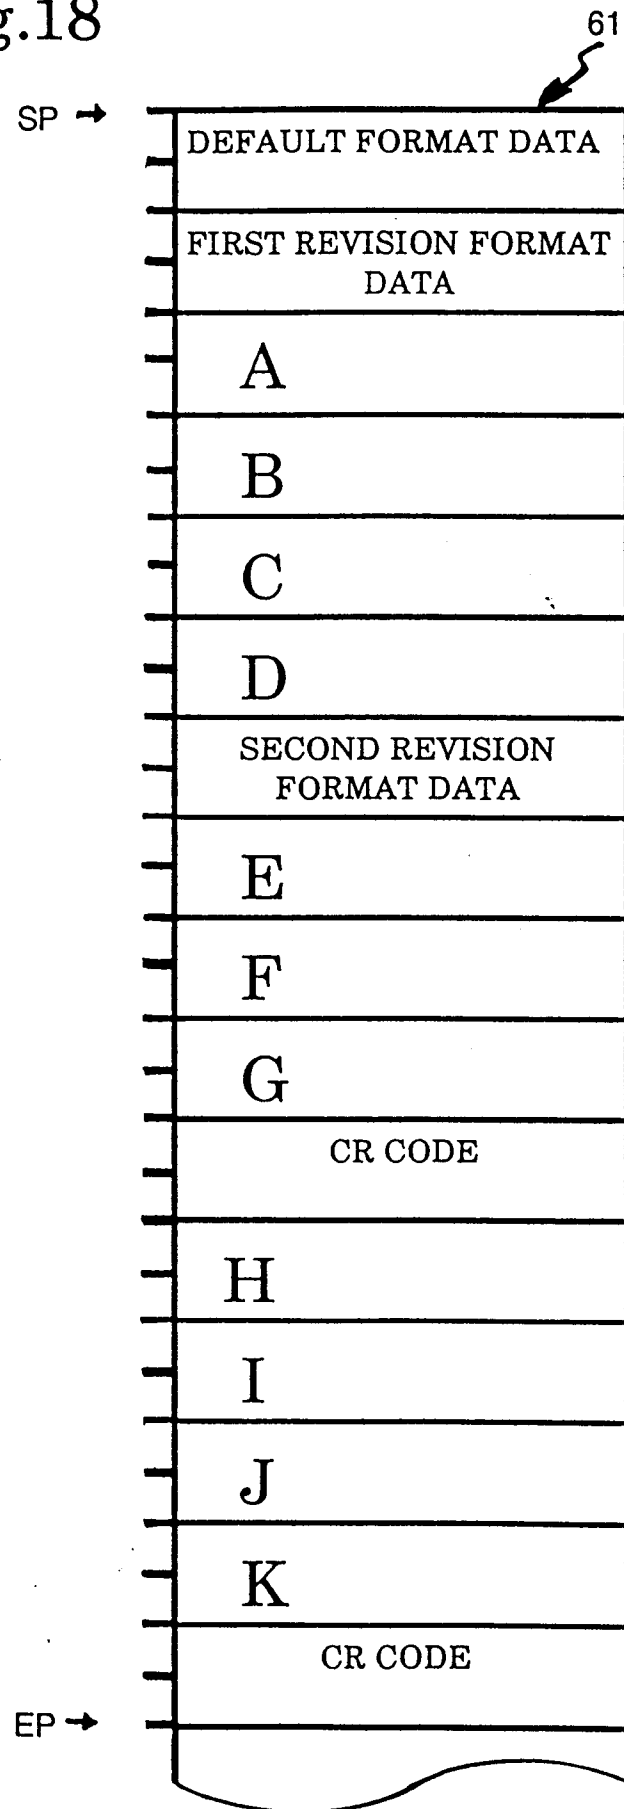 g.18
61
SP →
DEFAULT FORMAT DATA
FIRST REVISION FORMAT
DATA
A
B
C
D
SECOND REVISION
FORMAT DATA
E
F
G
CR CODE
H
I
J
K
CR CODE
EP →